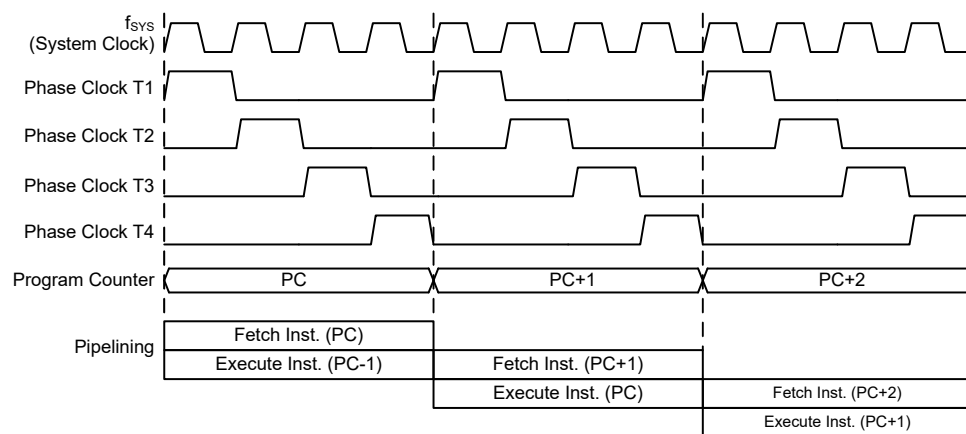 fSYS
(System Clock)
Phase Clock T1
Phase Clock T2
Phase Clock T3
Phase Clock T4
Program Counter PC PC+1 PC+2
Pipelining
Fetch Inst. (PC)
Execute Inst. (PC-1) Fetch Inst. (PC+1)
Execute Inst. (PC) Fetch Inst. (PC+2)
Execute Inst. (PC+1)